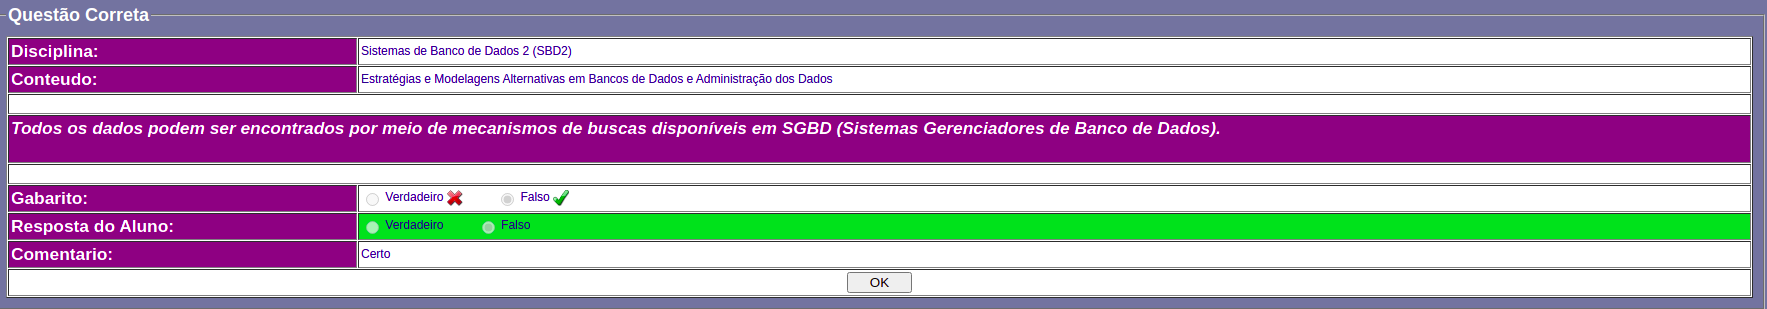 Questão Correta
Disciplina: Sistemas de Banco de Dados 2 (SBD2)
Conteudo: Estratégias e Modelagens Alternativas em Bancos de Dados e Administração dos Dados
Todos os dados podem ser encontrados por meio de mecanismos de buscas disponíveis em SGBD (Sistemas Gerenciadores de Banco de Dados).
Gabarito: Verdadeiro Falso
Resposta do Aluno: Verdadeiro Falso
Comentario: Certo
OK